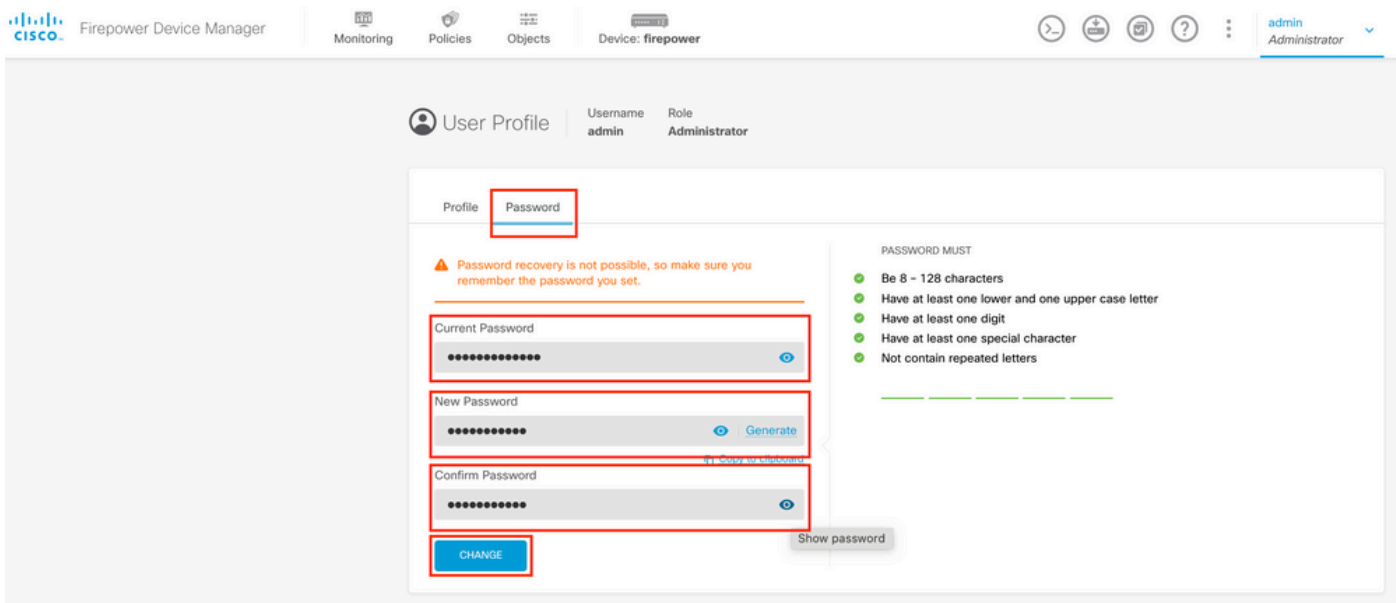 CISCO
Firepower Device Manager
Monitoring
Policies
Objects
Device: firepower
admin
Administrator
User Profile
Username
admin
Role
Administrator
Profile
Password
Password recovery is not possible, so make sure you
remember the password you set.
Current Password
New Password
Generate
Copy to clipboard
Confirm Password
Show password
CHANGE
PASSWORD MUST
Be 8 - 128 characters
Have at least one lower and one upper case letter
Have at least one digit
Have at least one special character
Not contain repeated letters